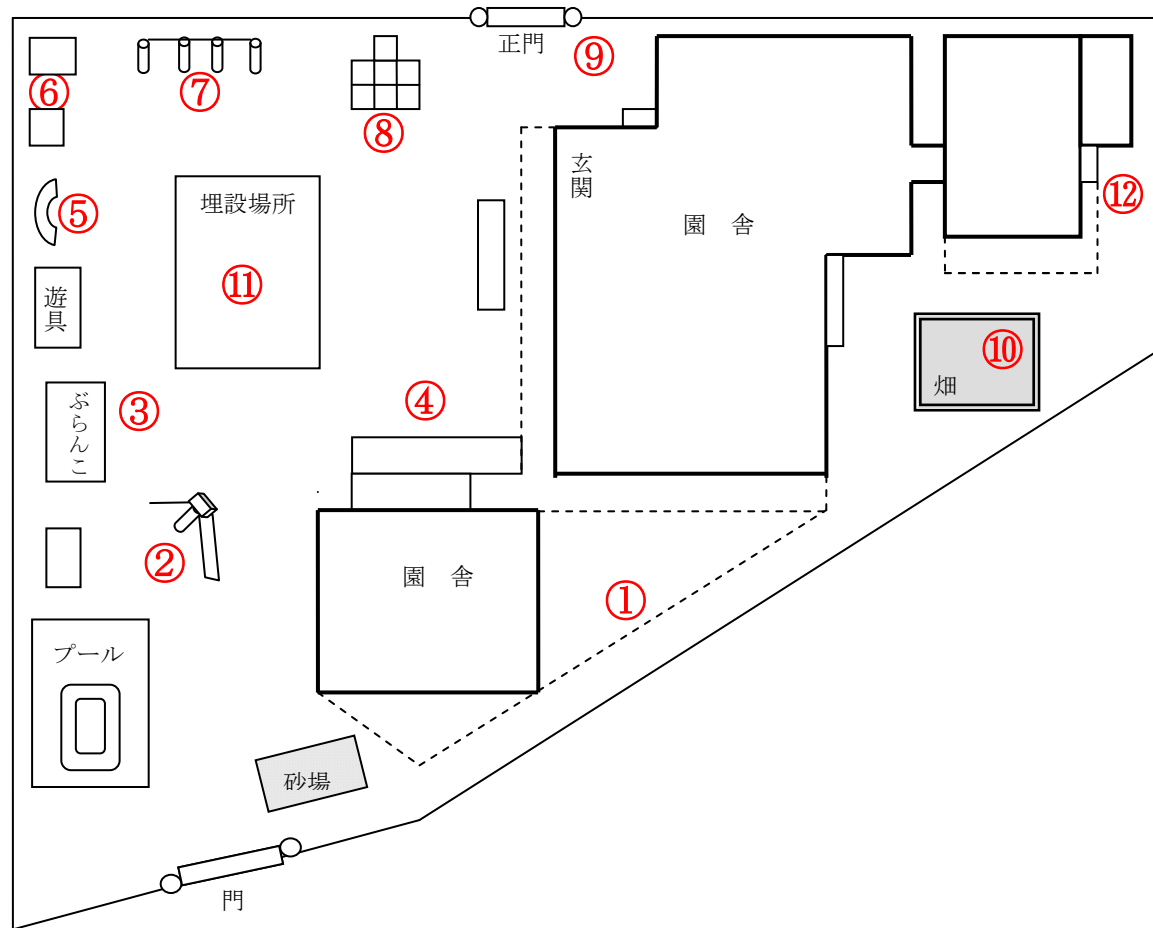 正門
⑨
⑥
⑦
⑧
玄関
園　舎
⑫
⑤
埋設場所
⑪
遊具
⑩
畑
③
ぶらんこ
④
②
園　舎
①
プール
砂場
門